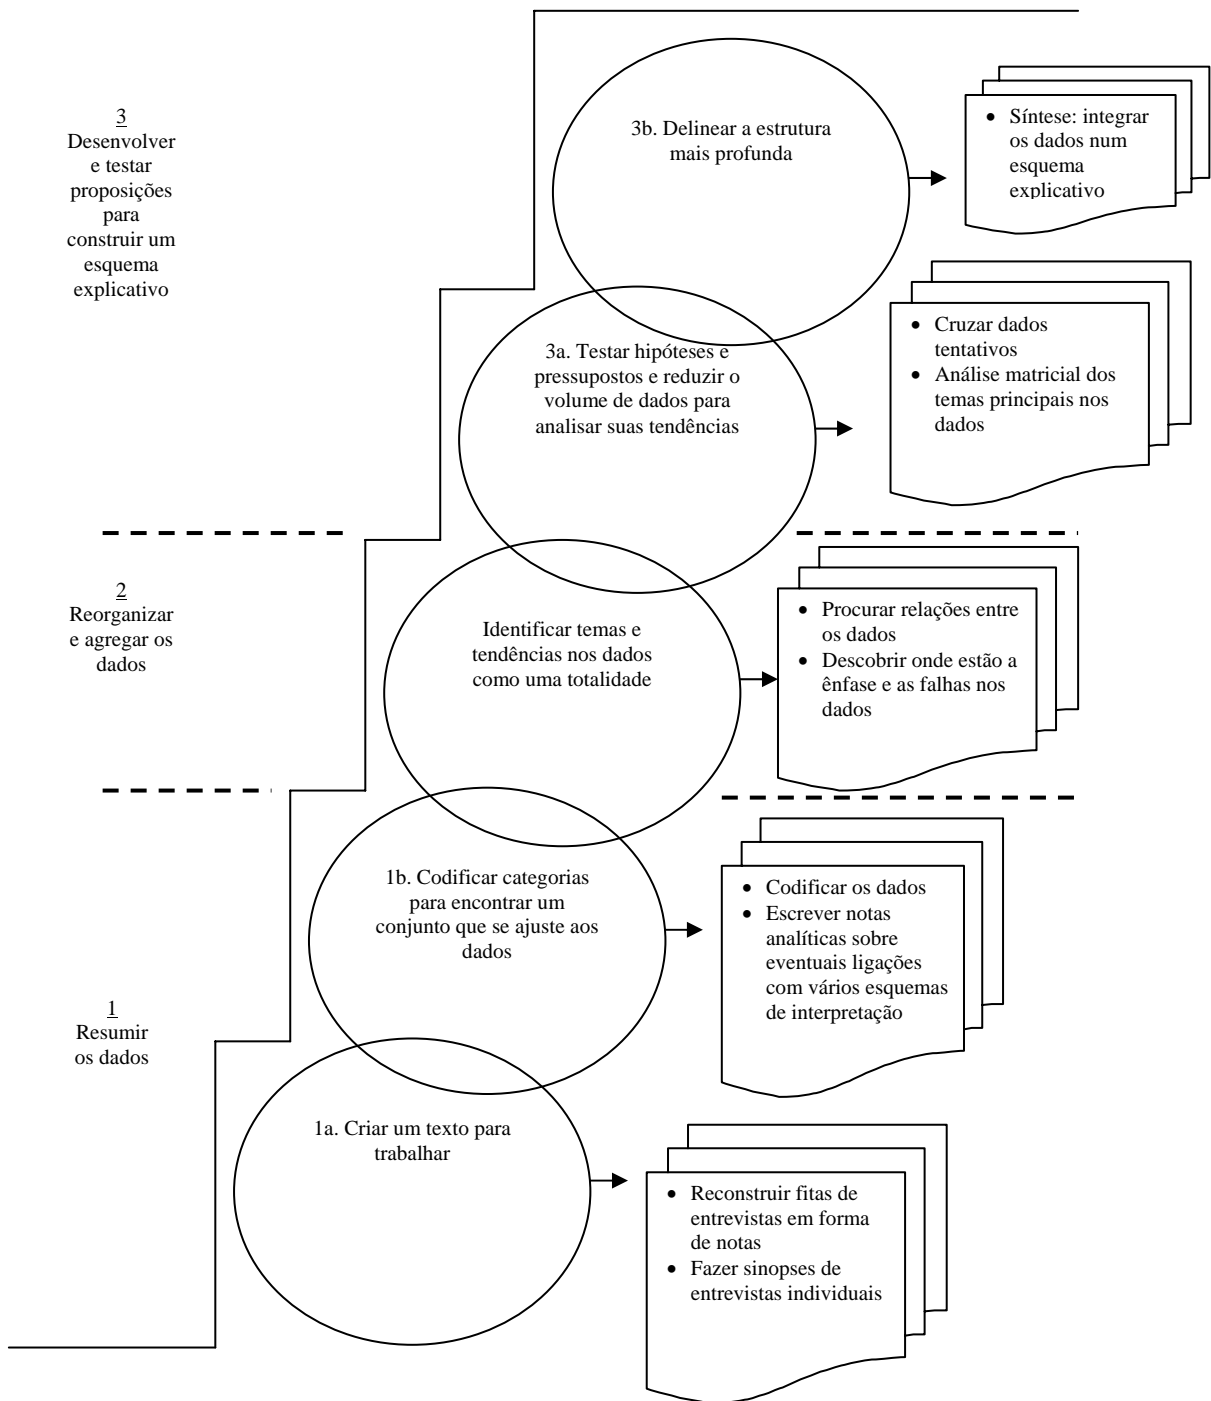 3
Desenvolver
e testar
proposições
para
construir um
esquema
explicativo
3b. Delinear a estrutura
mais profunda
• Síntese: integrar
os dados num
esquema
explicativo
3a. Testar hipóteses e
pressupostos e reduzir o
volume de dados para
analisar suas tendências
• Cruzar dados
tentativos
• Análise matricial dos
temas principais nos
dados
2
Reorganizar
e agregar os
dados
Identificar temas e
tendências nos dados
como uma totalidade
• Procurar relações entre
os dados
• Descobrir onde estão a
ênfase e as falhas nos
dados
1
Resumir
os dados
1b. Codificar categorias
para encontrar um
conjunto que se ajuste aos
dados
• Codificar os dados
• Escrever notas
analíticas sobre
eventuais ligações
com vários esquemas
de interpretação
1a. Criar um texto para
trabalhar
• Reconstruir fitas de
entrevistas em forma
de notas
• Fazer sinopses de
entrevistas individuais